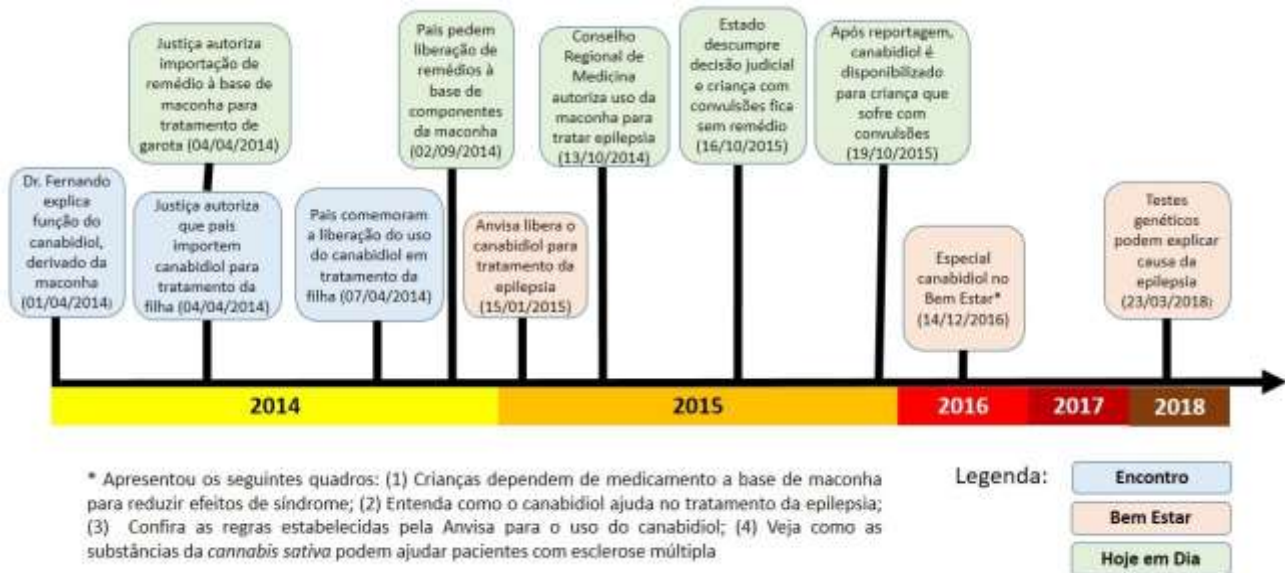 Justiça autoriza
importação de
remédio à base de
maconha para
tratamento de
garota (04/04/2014)
Pais pedem
liberação de
remédios à
base de
componentes
da maconha
(02/09/2014)
Conselho
Regional de
Medicina
autoriza uso da
maconha para
tratar epilepsia
(13/10/2014)
Estado
descumpre
decisão judicial
e criança com
convulsões fica
sem remédio
(16/10/2015)
Após reportagem,
canabidiol é
disponibilizado
para criança que
sofre com
convulsões
(19/10/2015)
Dr. Fernando
explica
função do
canabidiol,
derivado da
maconha
(01/04/2014)
Justiça autoriza
que pais
importem
canabidiol para
tratamento da
filha (04/04/2014)
Pais comemoram
a liberação do uso
do canabidiol em
tratamento da
filha (07/04/2014)
Anvisa libera o
canabidiol para
tratamento da
epilepsia
(15/01/2015)
Especial
canabidiol no
Bem Estar*
(14/12/2016)
Testes
genéticos
podem explicar
causa da
epilepsia
(23/03/2018)
2014
2015
2016
2017
2018
* Apresentou os seguintes quadros: (1) Crianças dependem de medicamento a base de maconha
para reduzir efeitos de síndrome; (2) Entenda como o canabidiol ajuda no tratamento da epilepsia;
(3) Confira as regras estabelecidas pela Anvisa para o uso do canabidiol; (4) Veja como as
substâncias da cannabis sativa podem ajudar pacientes com esclerose múltipla
Legenda:
Encontro
Bem Estar
Hoje em Dia